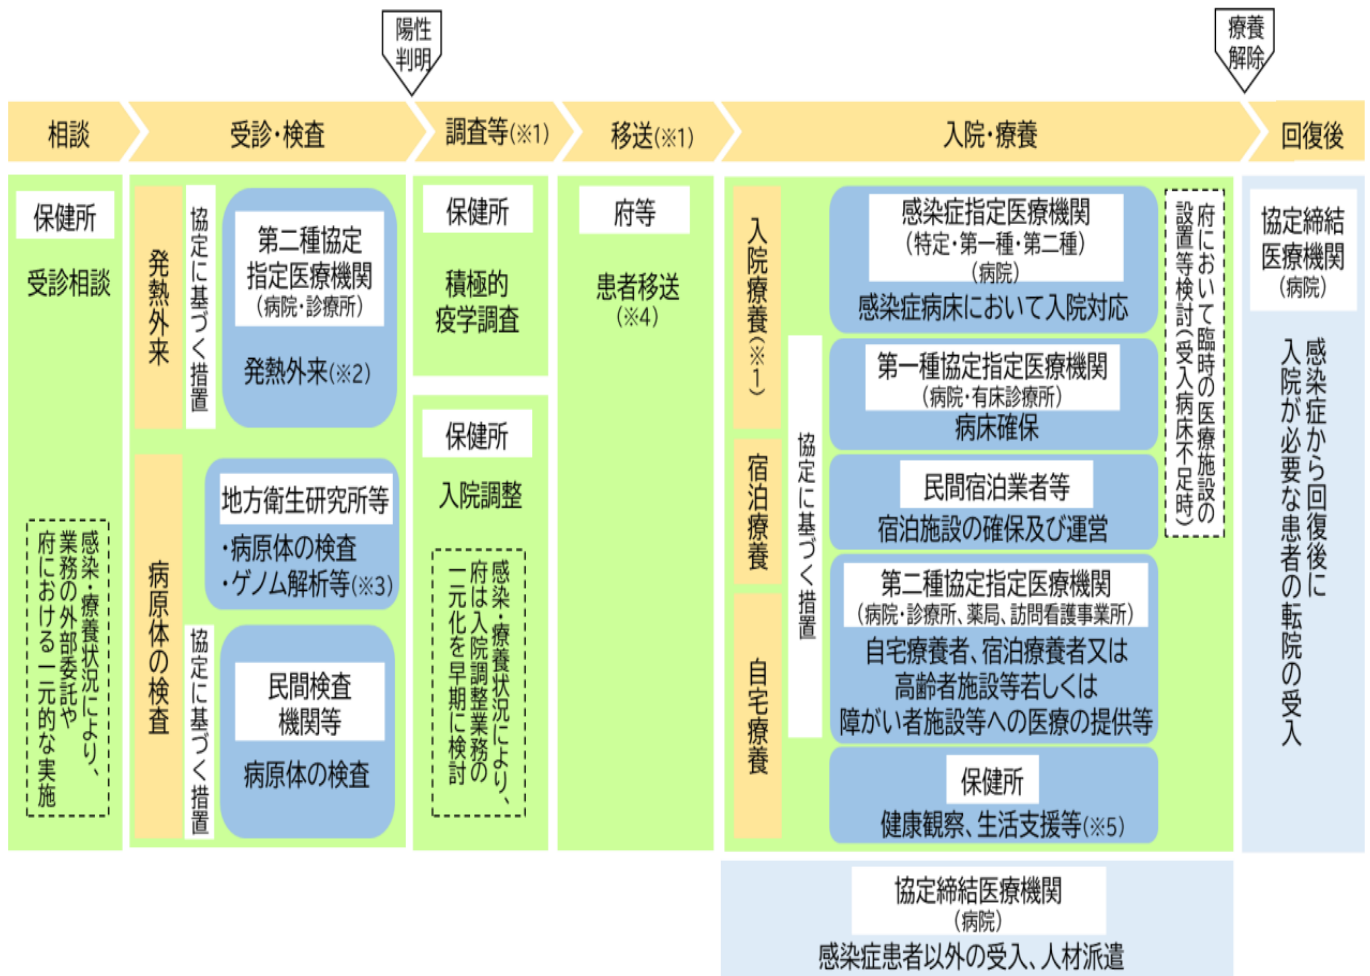 陽性
判明
療養
解除
相談
受診・検査
調査等(※1)
移送(※1)
入院・療養
回復後
保健所
受診相談
感染・療養状況により、
業務の外部委託や
府における一元的な実施
発熱外来
協定に基づく措置
第二種協定
指定医療機関
(病院・診療所)
発熱外来(※2)
病原体の検査
地方衛生研究所等
・病原体の検査
・ゲノム解析等(※3)
協定に基づく措置
民間検査
機関等
病原体の検査
保健所
積極的
疫学調査
保健所
入院調整
感染・療養状況により、
府は入院調整業務の
一元化を早期に検討
府等
患者移送
(※4)
入院療養(※1)
宿泊療養
自宅療養
協定に基づく措置
感染症指定医療機関
(特定・第一種・第二種)
(病院)
感染症病床において入院対応
第一種協定指定医療機関
(病院・有床診療所)
病床確保
民間宿泊業者等
宿泊施設の確保及び運営
第二種協定指定医療機関
(病院・診療所、薬局、訪問看護事業所)
自宅療養者、宿泊療養者又は
高齢者施設等若しくは
障がい者施設等への医療の提供等
保健所
健康観察、生活支援等(※5)
府において臨時の医療施設の
設置等検討(受入病床不足時)
協定締結医療機関
(病院)
感染症患者以外の受入、人材派遣
協定締結
医療機関
(病院)
感染症から回復後に
入院が必要な患者の転院の受入